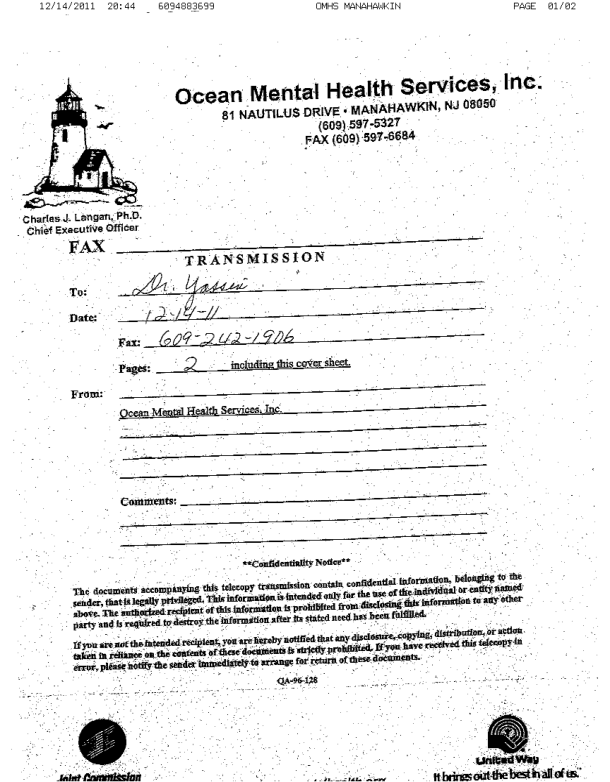 12/14/2011 20:44 6094883699 OMHS MANAHAWKIN PAGE 01/02
Ocean Mental Health Services, Inc.
81 NAUTILUS DRIVE • MANAHAWKIN, NJ 08050
(609) 597-5327
FAX (609) 597-6684
Charles J. Langan, Ph.D.
Chief Executive Officer
FAX
TRANSMISSION
To: Dr. Yassin
Date: 12-14-11
Fax: 609-242-1906
Pages: 2 including this cover sheet.
From:
Ocean Mental Health Services, Inc.
Comments:
**Confidentiality Notice**
The documents accompanying this telecopy transmission contain confidential information, belonging to the
sender, that is legally privileged. This information is intended only for the use of the individual or entity named
above. The authorized recipient of this information is prohibited from disclosing this information to any other
party and is required to destroy the information after its stated need has been fulfilled.
If you are not the intended recipient, you are hereby notified that any disclosure, copying, distribution, or action
taken in reliance on the contents of these documents is strictly prohibited. If you have received this telecopy in
error, please notify the sender immediately to arrange for return of these documents.
QA-96-128
Joint Commission
United Way
It brings out the best in all of us.